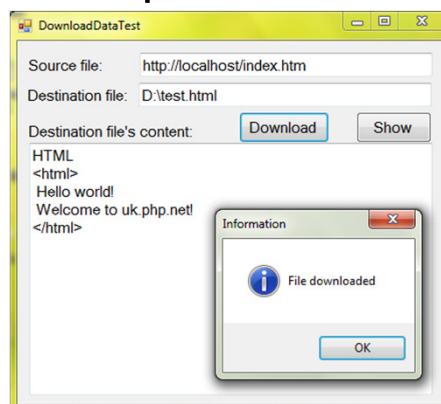 DownloadDataTest
Source file: http://localhost/index.htm
Destination file: D:\test.html
Destination file's content: Download Show
HTML
<html>
Hello world!
Welcome to uk.php.net!
</html>
Information
File downloaded
OK